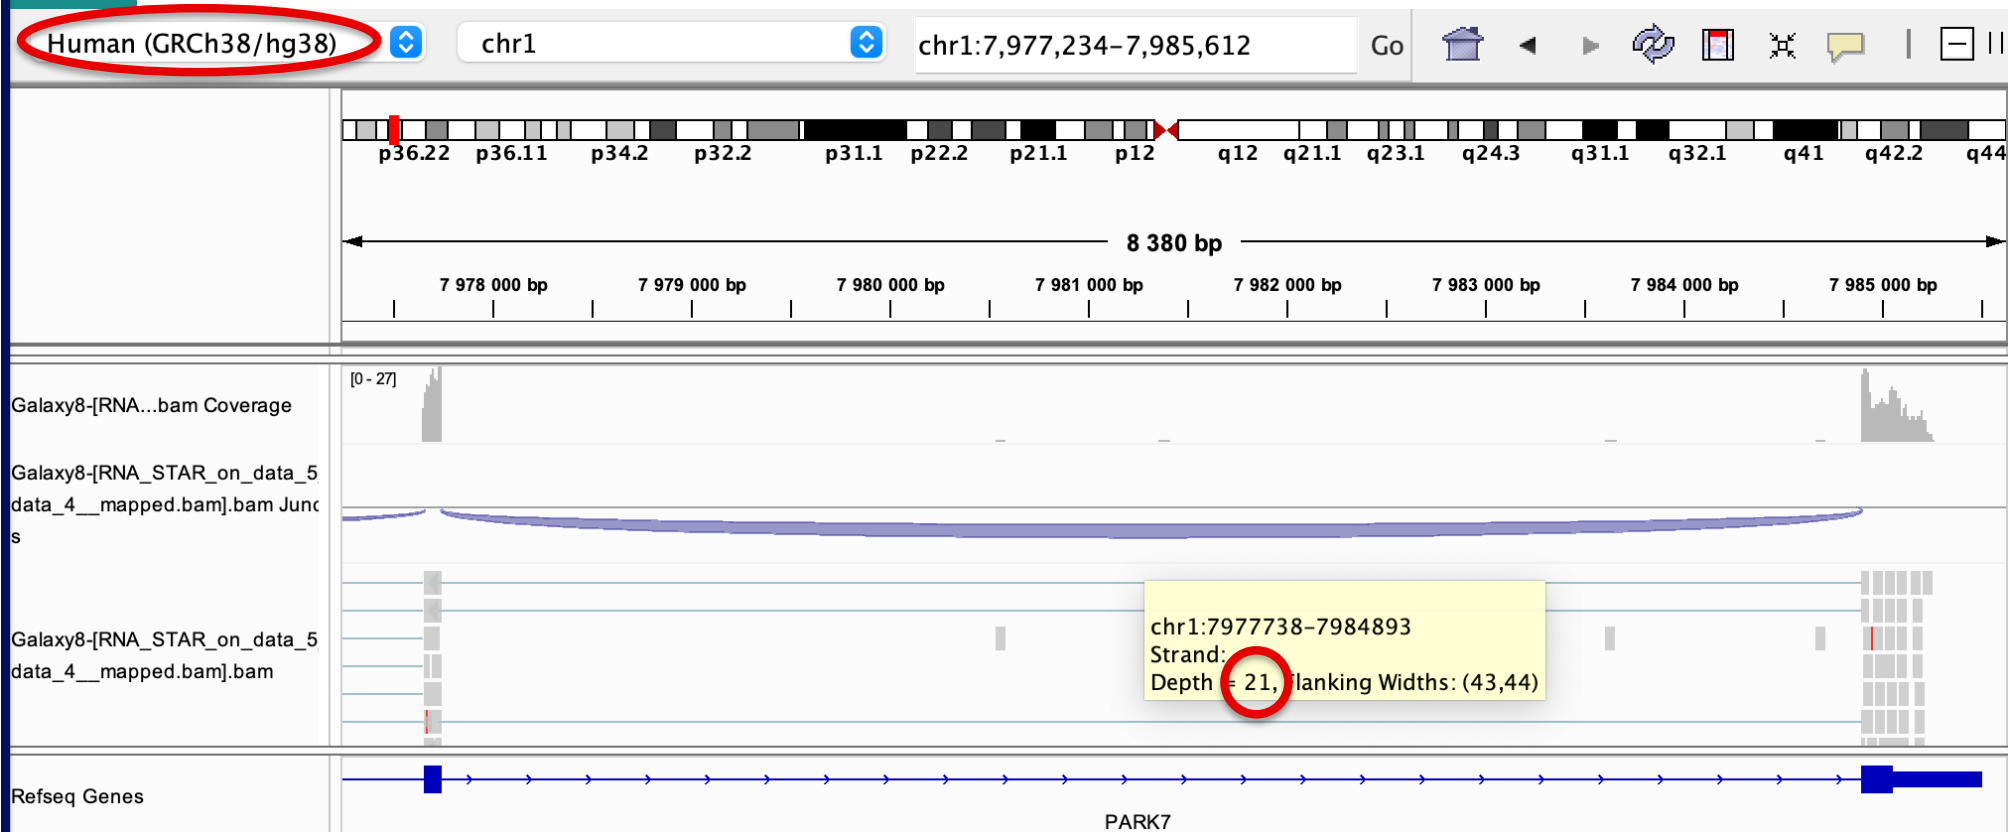 Human (GRCh38/hg38) chr1 chr1:7,977,234-7,985,612 Go
p36.22 p36.11 p34.2 p32.2 p31.1 p22.2 p21.1 p12 q12 q21.1 q23.1 q24.3 q31.1 q32.1 q41 q42.2 q44
8 380 bp
7 978 000 bp 7 979 000 bp 7 980 000 bp 7 981 000 bp 7 982 000 bp 7 983 000 bp 7 984 000 bp 7 985 000 bp
[0 - 27]
Galaxy8-[RNA...bam Coverage
Galaxy8-[RNA_STAR_on_data_5
data_4__mapped.bam].bam Junc
s
chr1:7977738-7984893
Strand:
Depth = 21, Flanking Widths: (43,44)
Galaxy8-[RNA_STAR_on_data_5
data_4__mapped.bam].bam
Refseq Genes
PARK7